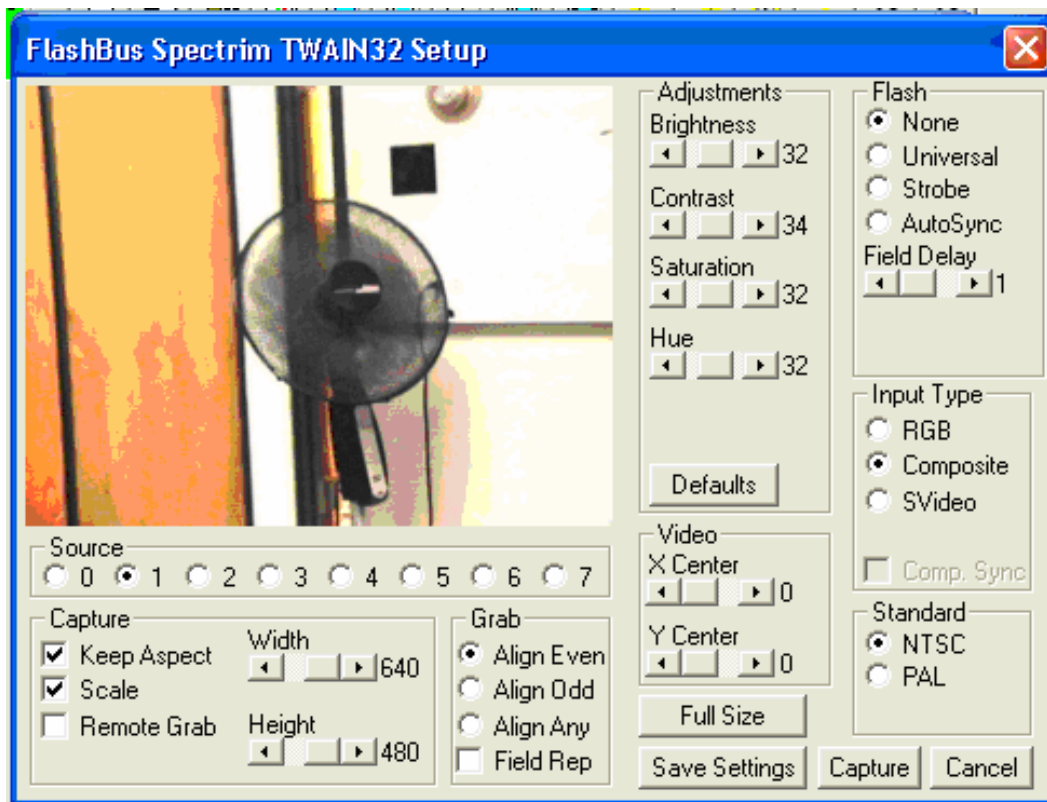 FlashBus Spectrim TWAIN32 Setup
Adjustments
Brightness
32
Contrast
34
Saturation
32
Hue
32
Defaults
Flash
None
Universal
Strobe
AutoSync
Field Delay
1
Input Type
RGB
Composite
SVideo
Comp. Sync
Source
0 1 2 3 4 5 6 7
Video
X Center
0
Y Center
0
Standard
NTSC
PAL
Capture
Keep Aspect
Scale
Remote Grab
Width
640
Height
480
Grab
Align Even
Align Odd
Align Any
Field Rep
Full Size
Save Settings
Capture
Cancel